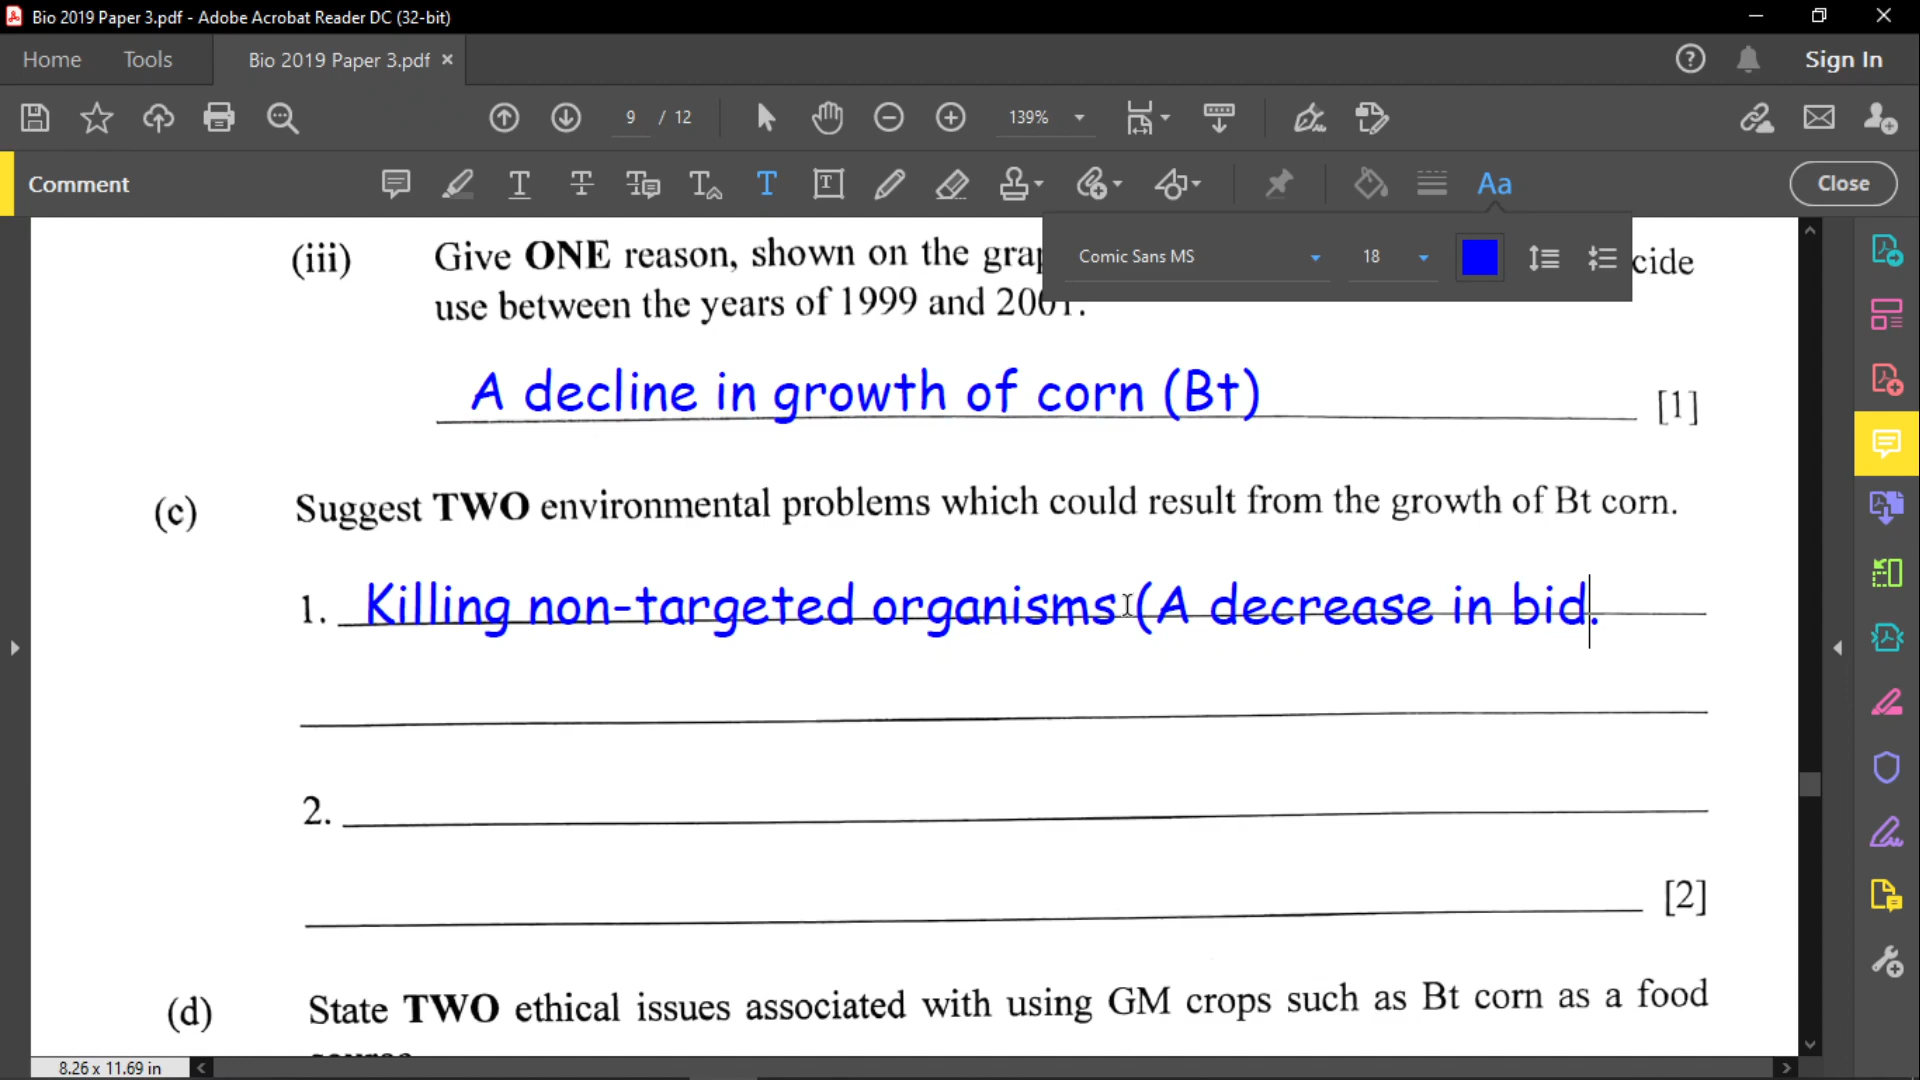 Bio 2019 Paper 3.pdf - Adobe Acrobat Reader DC (32-bit)
Home Tools Bio 2019 Paper 3.pdf × Sign In
9 / 12 139%
Comment Aa Close
Comic Sans MS 18
(iii) Give ONE reason, shown on the cide
use between the years of 1999 and 2001.
A decline in growth of corn (Bt) [1]
(c) Suggest TWO environmental problems which could result from the growth of Bt corn.
1. Killing non-targeted organisms (A decrease in bid.
2.
[2]
(d) State TWO ethical issues associated with using GM crops such as Bt corn as a food
8.26 x 11.69 in